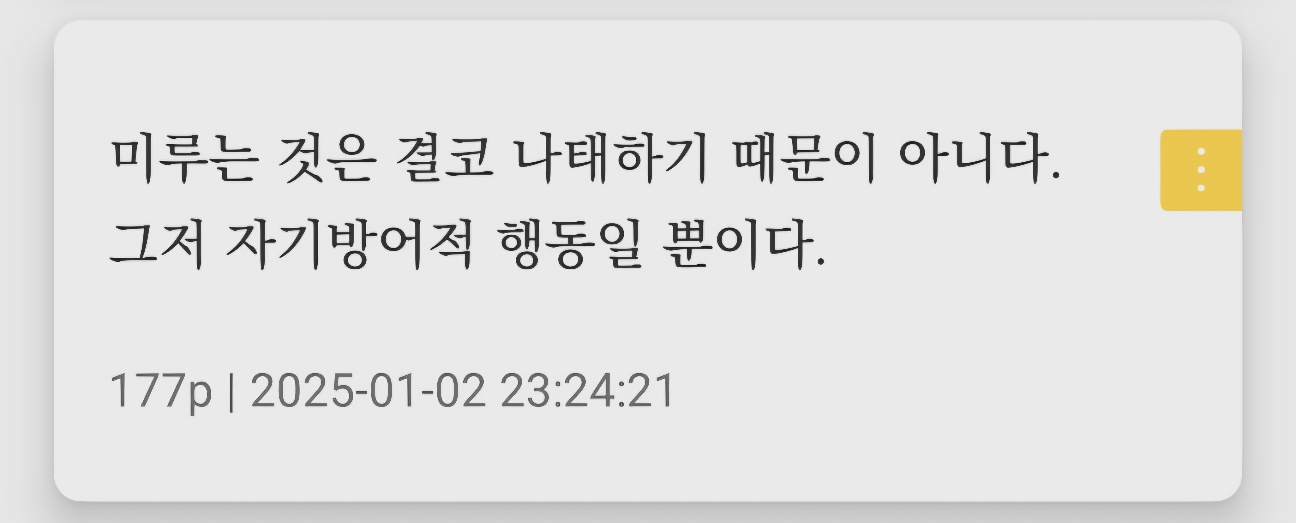 미루는 것은 결코 나태하기 때문이 아니다.
그저 자기방어적 행동일 뿐이다.
177p | 2025-01-02 23:24:21